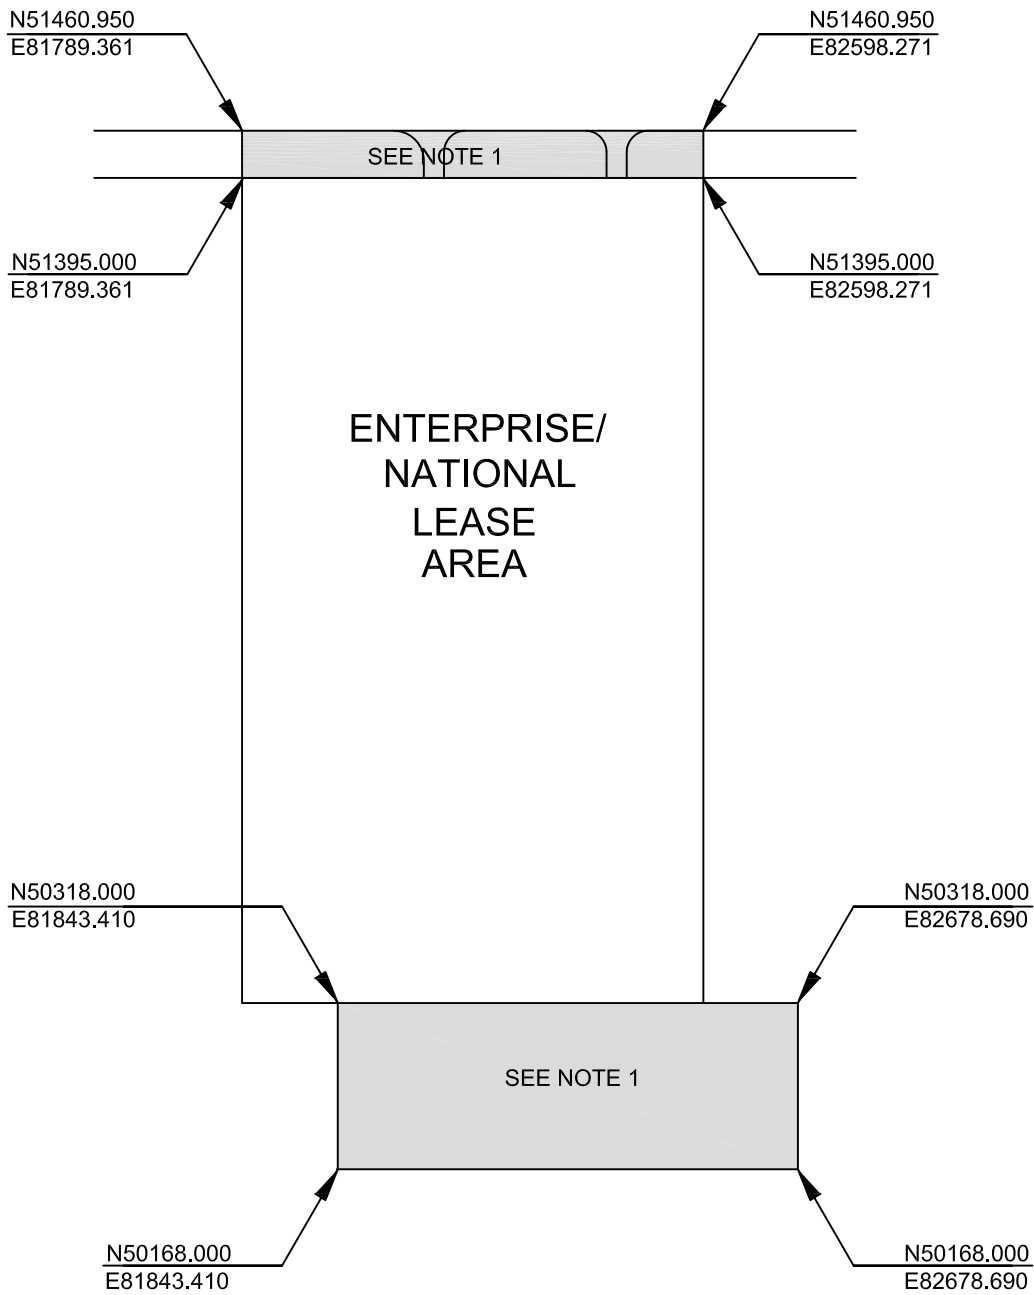 N51460.950
E81789.361
N51460.950
E82598.271
SEE NOTE 1
N51395.000
E81789.361
N51395.000
E82598.271
ENTERPRISE/
NATIONAL
LEASE
AREA
N50318.000
E81843.410
N50318.000
E82678.690
SEE NOTE 1
N50168.000
E81843.410
N50168.000
E82678.690